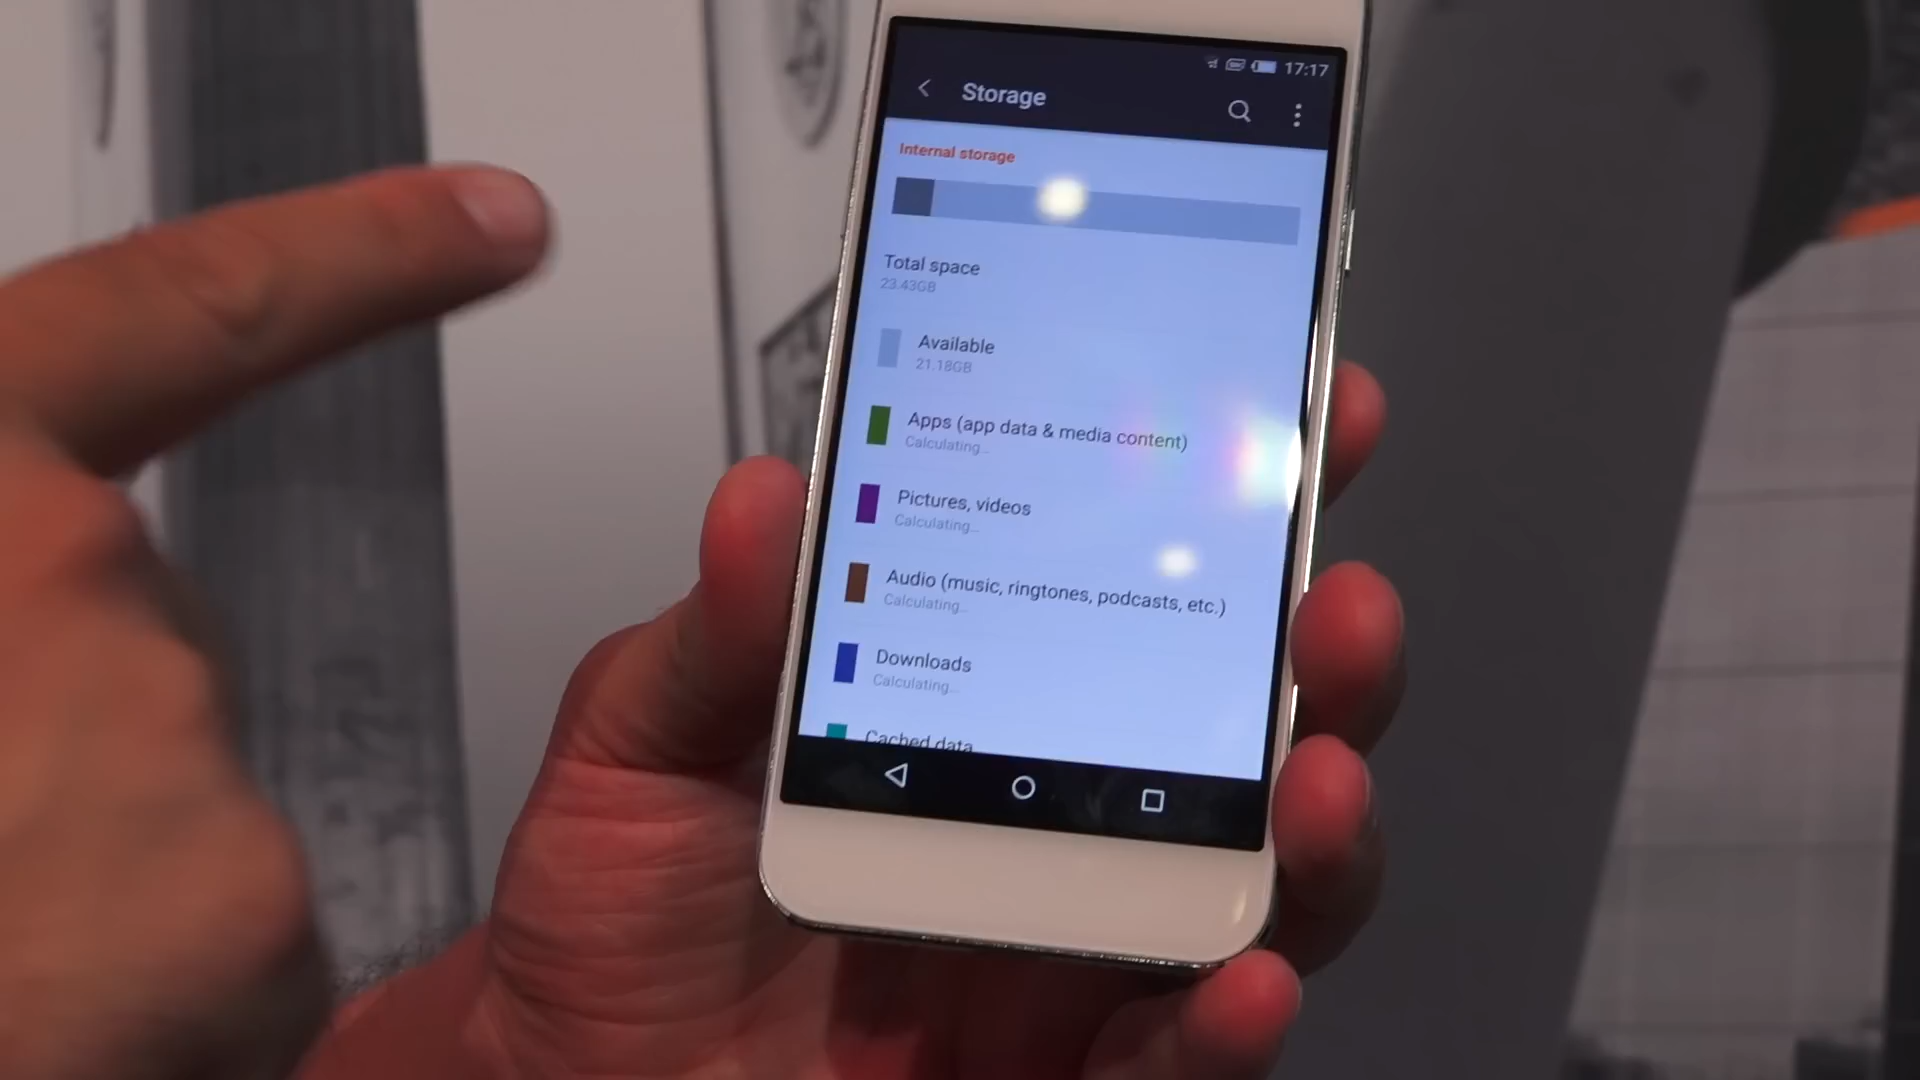 17:17
Storage
Internal storage
Total space
23.43GB
Available
21.18GB
Apps (app data & media content)
Calculating...
Pictures, videos
Calculating...
Audio (music, ringtones, podcasts, etc.)
Calculating...
Downloads
Calculating...
Cached data